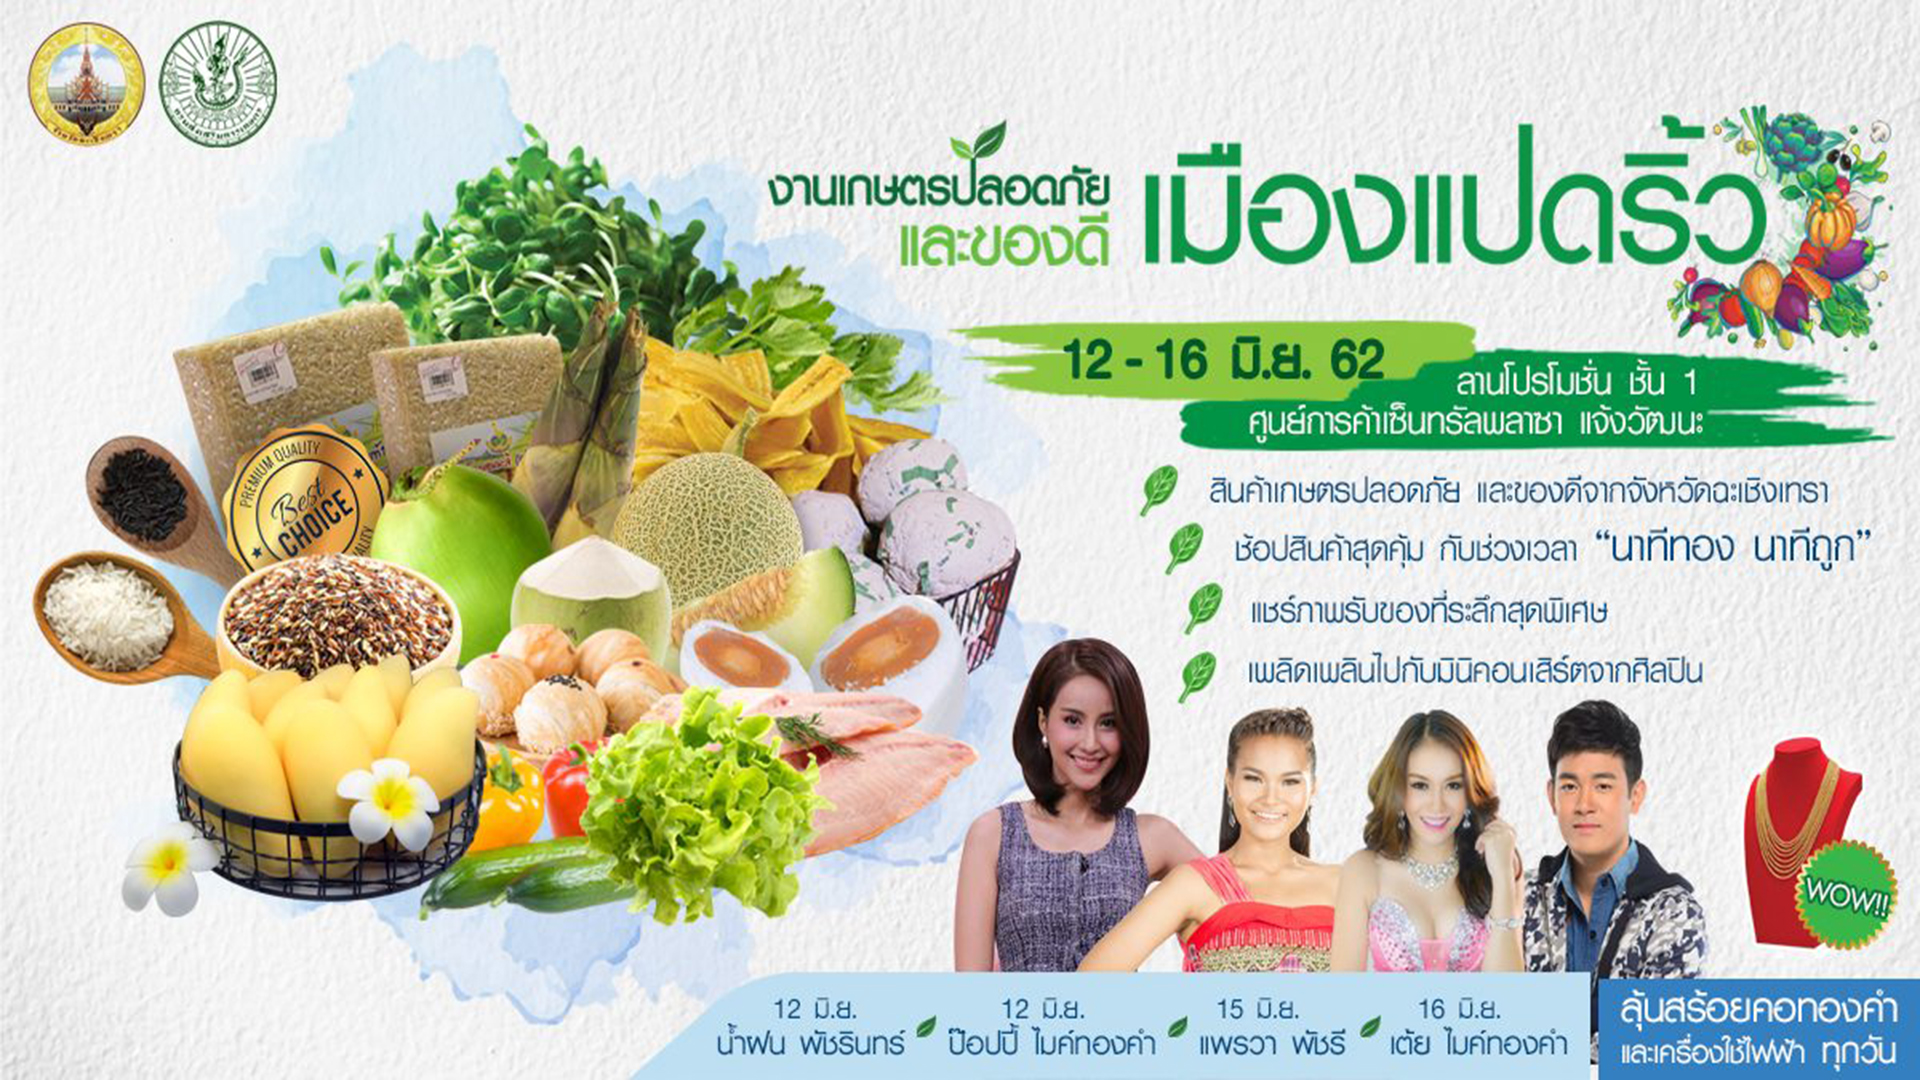 งานเกษตรปลอดภัย
และของดี
เมืองแปดริ้ว
12 - 16 มิ.ย. 62
ลานโปรโมชั่น ชั้น 1
ศูนย์การค้าเซ็นทรัลพลาซา แจ้งวัฒนะ
สินค้าเกษตรปลอดภัย และของดีจากจังหวัดฉะเชิงเทรา
ช้อปสินค้าสุดคุ้ม กับช่วงเวลา “นาทีทอง นาทีถูก”
แชร์ภาพรับของที่ระลึกสุดพิเศษ
เพลิดเพลินไปกับมินิคอนเสิร์ตจากศิลปิน
PREMIUM QUALITY
Best
CHOICE
WOW!!
12 มิ.ย.
น้ำฝน พัชรินทร์
12 มิ.ย.
ป๊อปปี้ ไมค์ทองคำ
15 มิ.ย.
แพรวา พัชรี
16 มิ.ย.
เต้ย ไมค์ทองคำ
ลุ้นสร้อยคอทองคำ
และเครื่องใช้ไฟฟ้า ทุกวัน